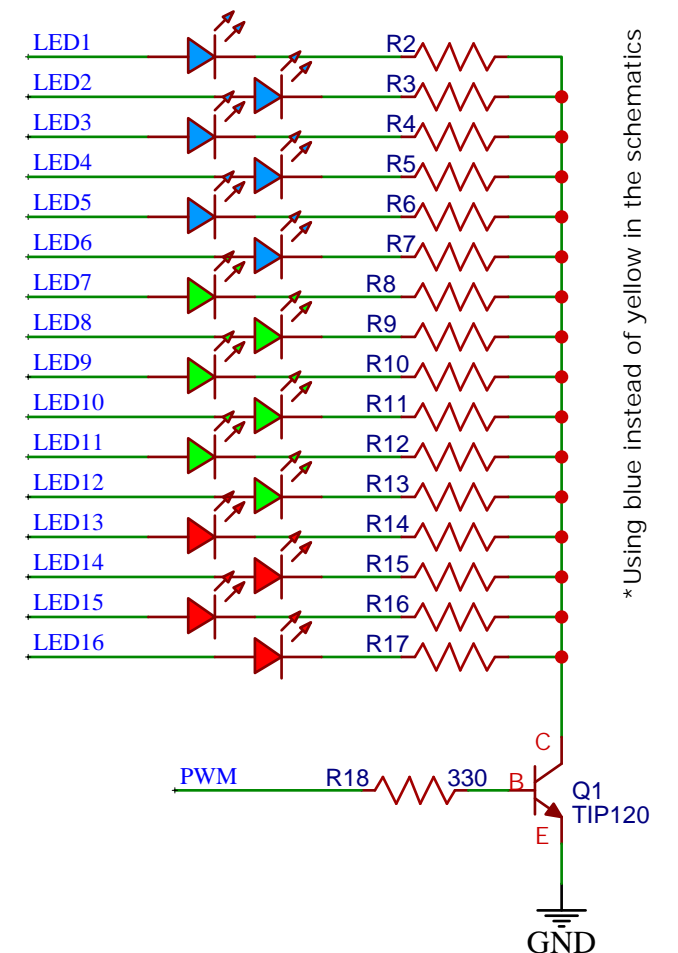 LED1 R2
LED2 R3
LED3 R4
LED4 R5
LED5 R6
LED6 R7
LED7 R8
LED8 R9
LED9 R10
LED10 R11
LED11 R12
LED12 R13
LED13 R14
LED14 R15
LED15 R16
LED16 R17
*Using blue instead of yellow in the schematics
C
PWM R18 330 B Q1
TIP120
E
GND